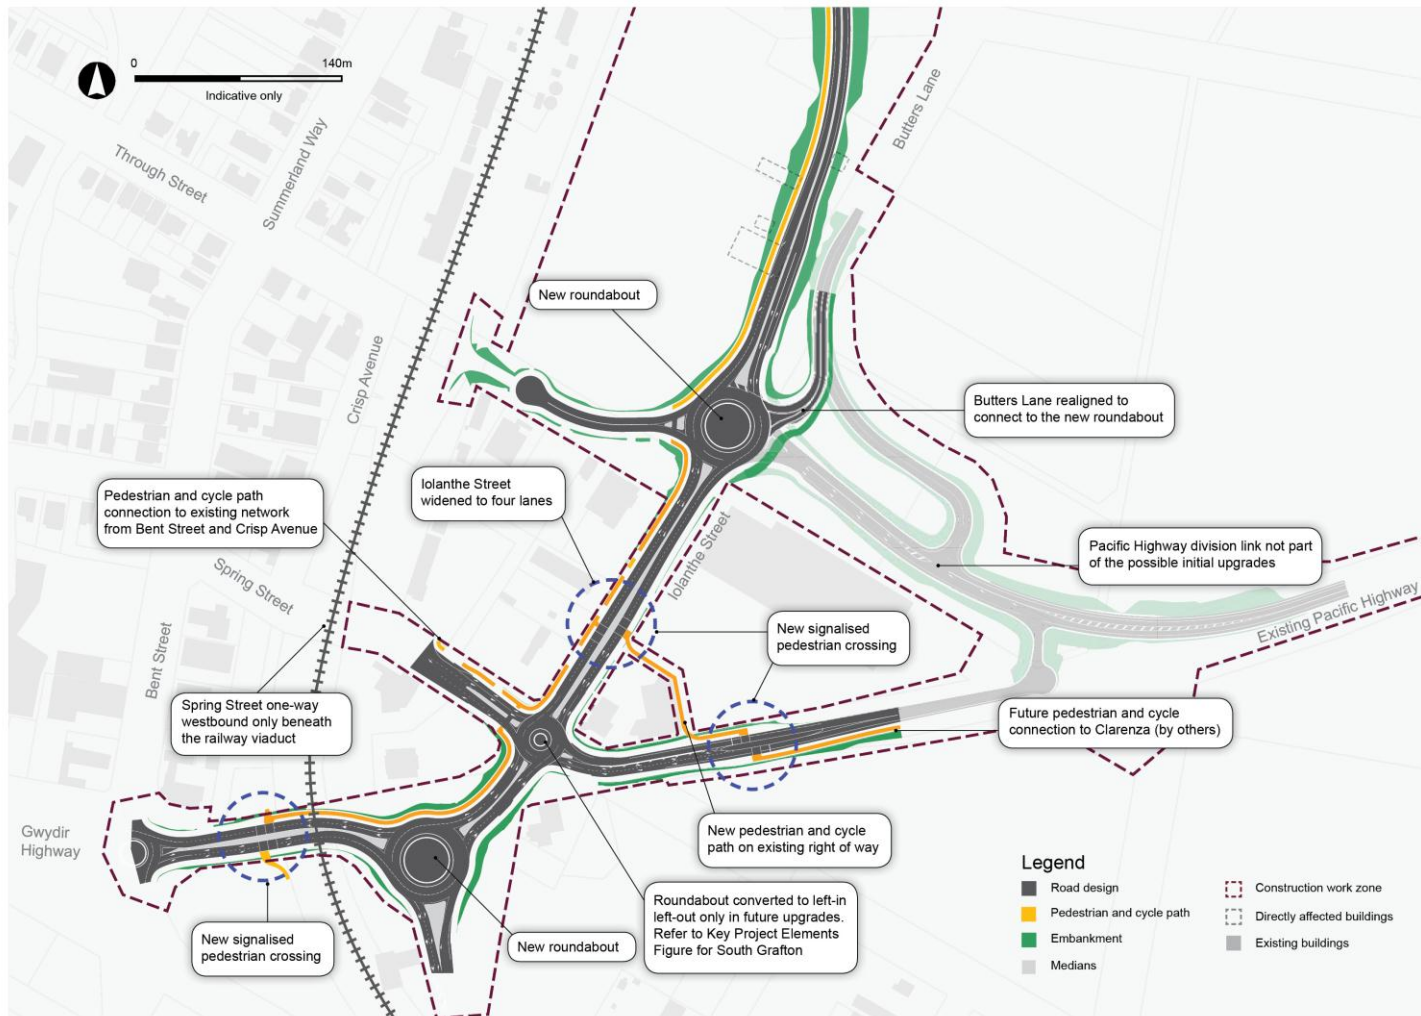 0
140m
Indicative only
Through Street
Summerland Way
Butters Lane
Crisp Avenue
New roundabout
Butters Lane realigned to
connect to the new roundabout
Pedestrian and cycle path
connection to existing network
from Bent Street and Crisp Avenue
Iolanthe Street
widened to four lanes
Iolanthe Street
Pacific Highway division link not part
of the possible initial upgrades
Spring Street
Existing Pacific Highway
Bent Street
New signalised
pedestrian crossing
Spring Street one-way
westbound only beneath
the railway viaduct
Future pedestrian and cycle
connection to Clarenza (by others)
Gwydir
Highway
New pedestrian and cycle
path on existing right of way
Roundabout converted to left-in
left-out only in future upgrades.
Refer to Key Project Elements
Figure for South Grafton
New signalised
pedestrian crossing
New roundabout
Legend
Road design
Pedestrian and cycle path
Embankment
Medians
Construction work zone
Directly affected buildings
Existing buildings